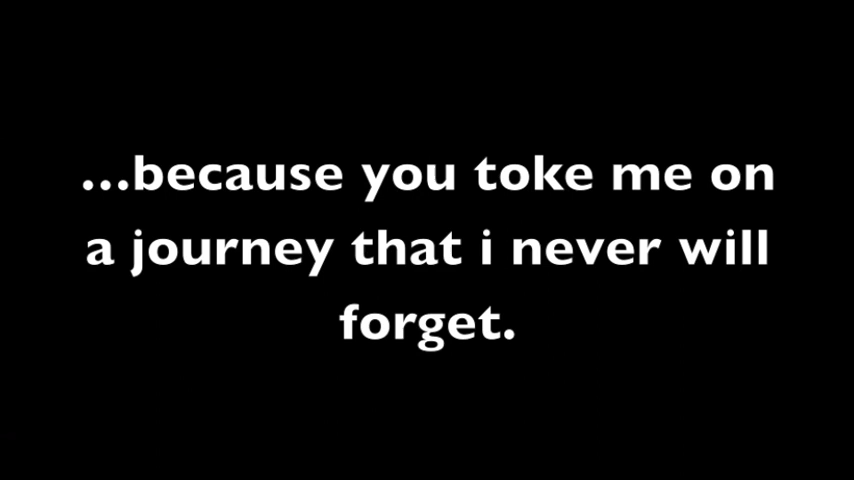 ...because you toke me on
a journey that i never will
forget.